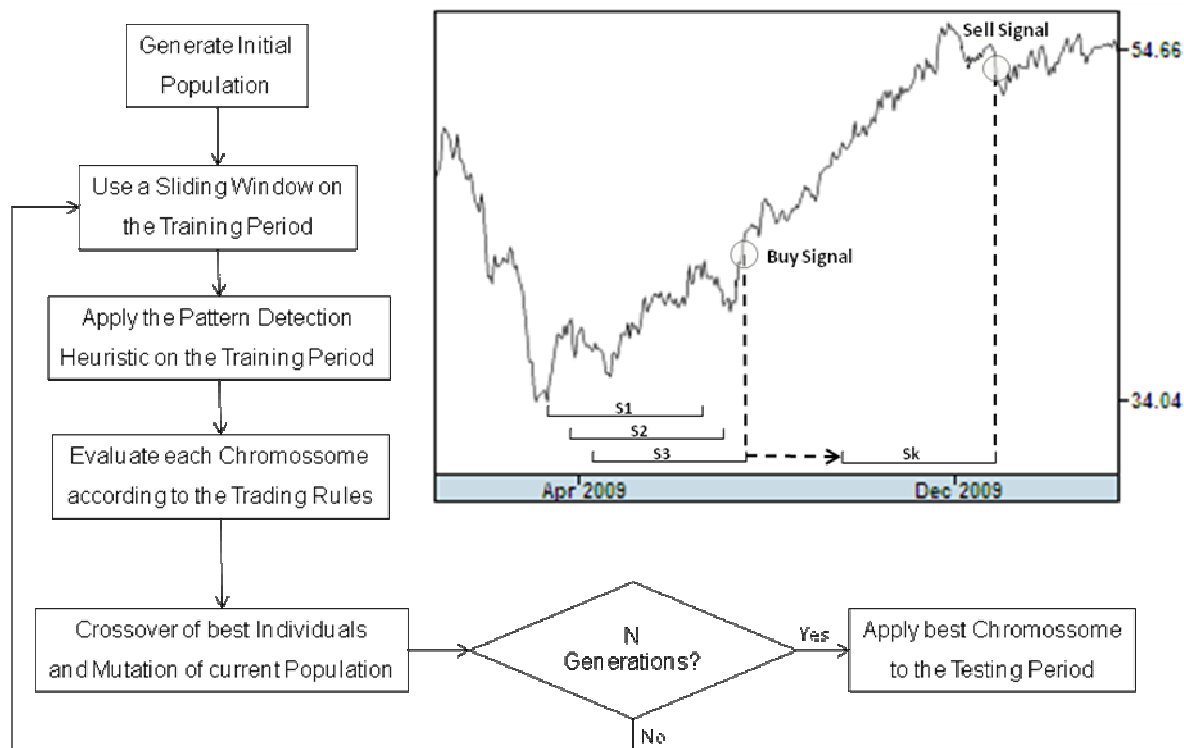 Generate Initial
Population
Use a Sliding Window on
the Training Period
Apply the Pattern Detection
Heuristic on the Training Period
Evaluate each Chromossome
according to the Trading Rules
Crossover of best Individuals
and Mutation of current Population
N
Generations?
Yes
No
Apply best Chromossome
to the Testing Period
Sell Signal
54.66
Buy Signal
34.04
S1
S2
S3
Sk
Apr 2009
Dec 2009